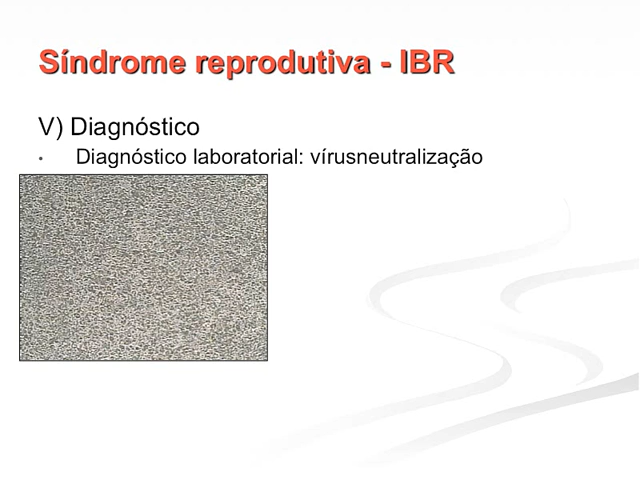 Síndrome reprodutiva - IBR
V) Diagnóstico
• Diagnóstico laboratorial: vírusneutralização